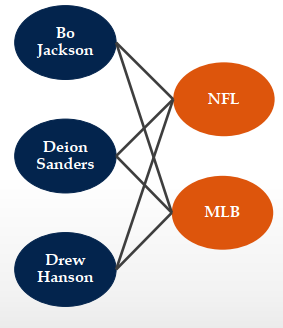 Bo
Jackson
NFL
Deion
Sanders
MLB
Drew
Hanson